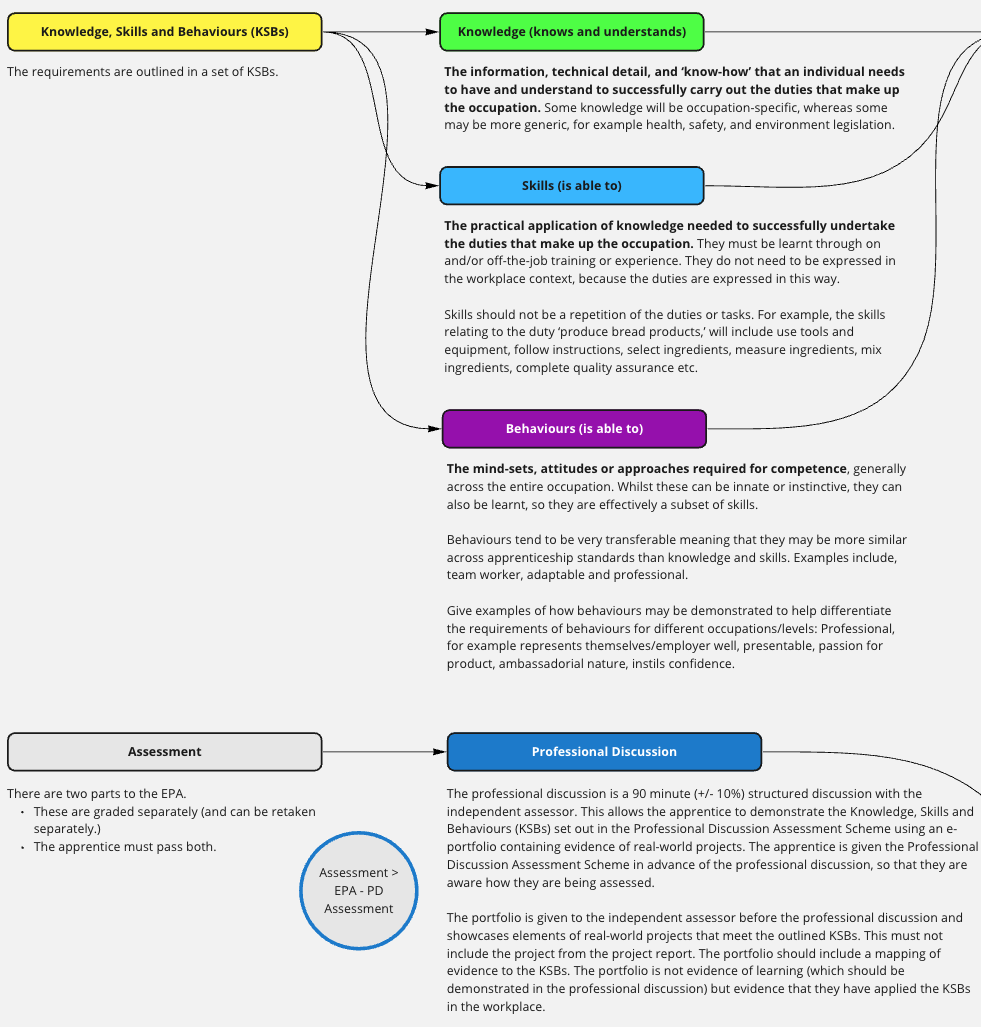 Knowledge, Skills and Behaviours (KSBs)
The requirements are outlined in a set of KSBs.
Knowledge (knows and understands)
The information, technical detail, and ‘know-how’ that an individual needs
to have and understand to successfully carry out the duties that make up
the occupation. Some knowledge will be occupation-specific, whereas some
may be more generic, for example health, safety, and environment legislation.
Skills (is able to)
The practical application of knowledge needed to successfully undertake
the duties that make up the occupation. They must be learnt through on
and/or off-the-job training or experience. They do not need to be expressed in
the workplace context, because the duties are expressed in this way.
Skills should not be a repetition of the duties or tasks. For example, the skills
relating to the duty ‘produce bread products,’ will include use tools and
equipment, follow instructions, select ingredients, measure ingredients, mix
ingredients, complete quality assurance etc.
Behaviours (is able to)
The mind-sets, attitudes or approaches required for competence, generally
across the entire occupation. Whilst these can be innate or instinctive, they can
also be learnt, so they are effectively a subset of skills.
Behaviours tend to be very transferable meaning that they may be more similar
across apprenticeship standards than knowledge and skills. Examples include,
team worker, adaptable and professional.
Give examples of how behaviours may be demonstrated to help differentiate
the requirements of behaviours for different occupations/levels: Professional,
for example represents themselves/employer well, presentable, passion for
product, ambassadorial nature, instils confidence.
Assessment
There are two parts to the EPA.
• These are graded separately (and can be retaken
separately.)
• The apprentice must pass both.
Assessment >
EPA - PD
Assessment
Professional Discussion
The professional discussion is a 90 minute (+/- 10%) structured discussion with the
independent assessor. This allows the apprentice to demonstrate the Knowledge, Skills and
Behaviours (KSBs) set out in the Professional Discussion Assessment Scheme using an e-
portfolio containing evidence of real-world projects. The apprentice is given the Professional
Discussion Assessment Scheme in advance of the professional discussion, so that they are
aware how they are being assessed.
The portfolio is given to the independent assessor before the professional discussion and
showcases elements of real-world projects that meet the outlined KSBs. This must not
include the project from the project report. The portfolio should include a mapping of
evidence to the KSBs. The portfolio is not evidence of learning (which should be
demonstrated in the professional discussion) but evidence that they have applied the KSBs
in the workplace.